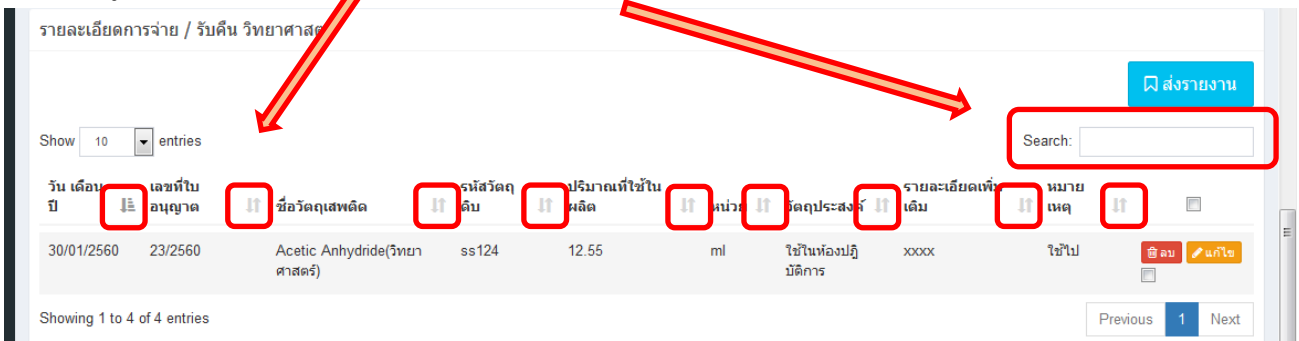 รายละเอียดการจ่าย / รับคืน วิทยาศาสตร์
ส่งรายงาน
Show 10 entries Search:
วัน เดือน เลขที่ใบ รหัสวัตถุ ปริมาณที่ใช้ใน รายละเอียดเพิ่ม หมาย
ปี อนุญาต ชื่อวัตถุเสพติด ดิบ ผลิต หน่วย วัตถุประสงค์ เติม เหตุ
30/01/2560 23/2560 Acetic Anhydride(วิทยา ss124 12.55 ml ใช้ในห้องปฏิ xxxx ใช้ไป ลบ แก้ไข
ศาสตร์) บัติการ
Showing 1 to 4 of 4 entries Previous 1 Next